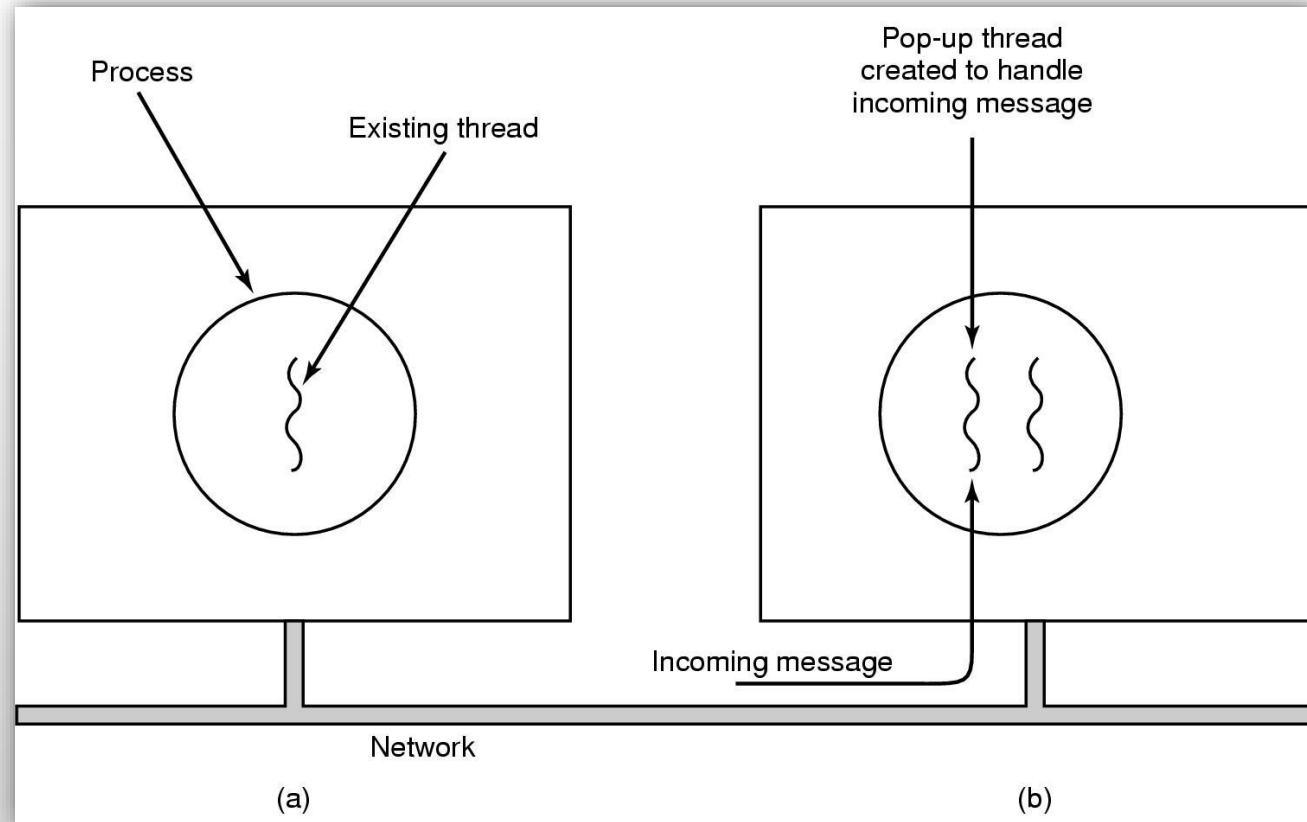 Process
Existing thread
Pop-up thread
created to handle
incoming message
Incoming message
Network
(a)
(b)